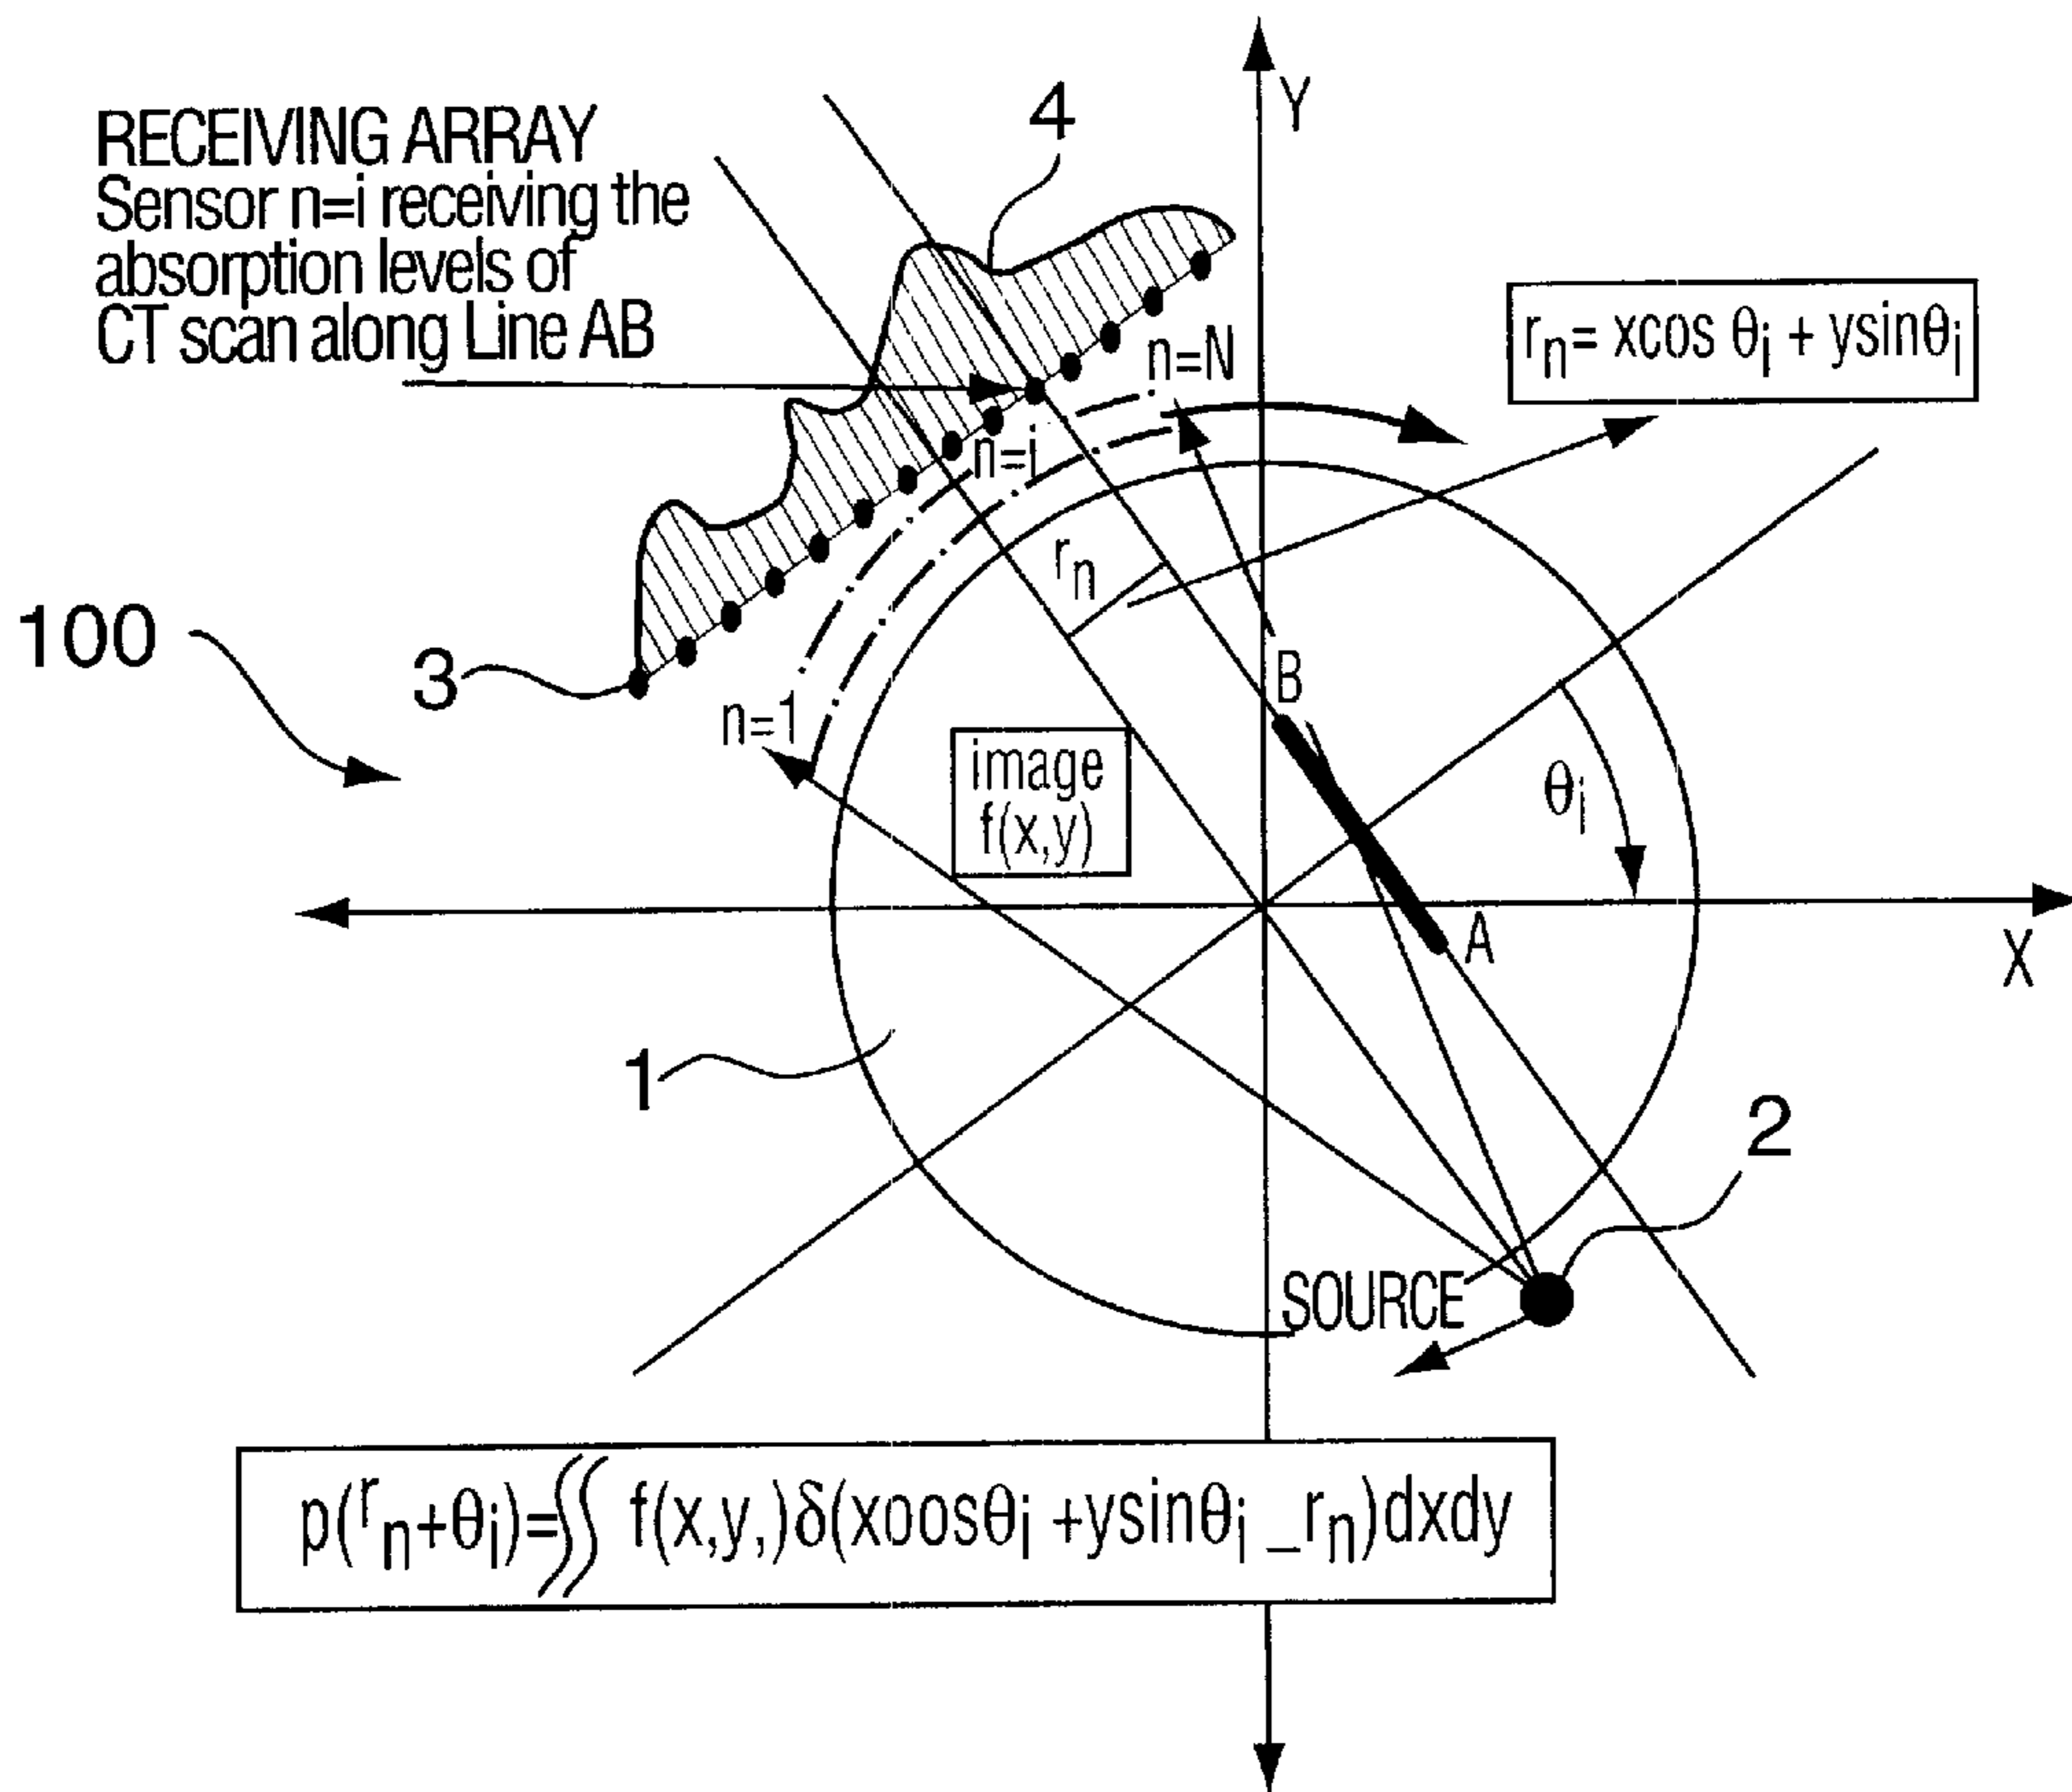 RECEIVING ARRAY
Sensor n=i receiving the
absorption levels of
CT scan along Line AB
4
Y
n=N
rn= xcos θi + ysinθi
n=i
rn
100
3
n=1
B
image
f(x,y)
θi
A
X
1
2
SOURCE
p(rn+θi)=∫∫ f(x,y,)δ(xoosθi +ysinθi _rn)dxdy